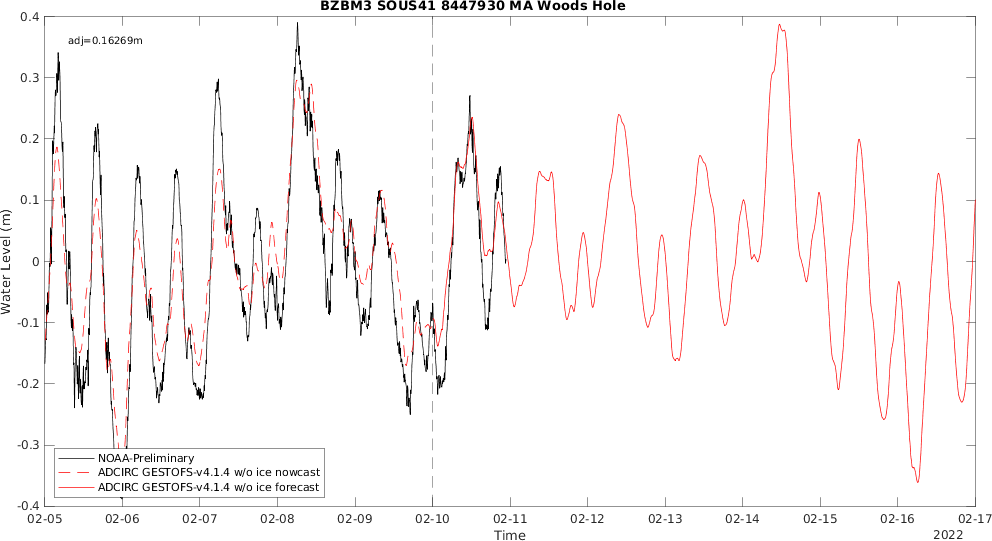 BZBM3 SOUS41 8447930 MA Woods Hole
adj=0.16269m
0.4
0.3
0.2
0.1
0
-0.1
-0.2
-0.3
-0.4
Water Level (m)
NOAA-Preliminary
ADCIRC GESTOFS-v4.1.4 w/o ice nowcast
ADCIRC GESTOFS-v4.1.4 w/o ice forecast
02-05 02-06 02-07 02-08 02-09 02-10 02-11 02-12 02-13 02-14 02-15 02-16 02-17
Time
2022